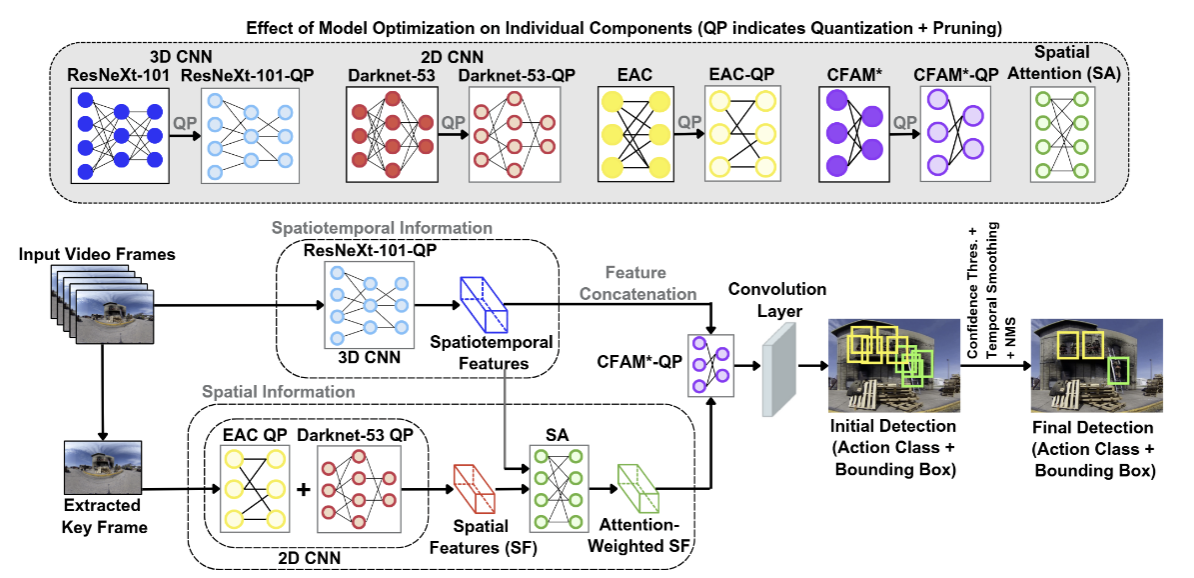 Effect of Model Optimization on Individual Components (QP indicates Quantization + Pruning)
3D CNN
ResNeXt-101
ResNeXt-101-QP
QP
2D CNN
Darknet-53
Darknet-53-QP
QP
EAC
EAC-QP
QP
CFAM*
CFAM*-QP
QP
Spatial
Attention (SA)
Input Video Frames
Spatiotemporal Information
ResNeXt-101-QP
3D CNN
Spatiotemporal
Features
Feature
Concatenation
CFAM*-QP
Convolution
Layer
Confidence Thres. +
Temporal Smoothing
+ NMS
Initial Detection
(Action Class +
Bounding Box)
Final Detection
(Action Class +
Bounding Box)
Spatial Information
Extracted
Key Frame
EAC QP
+
Darknet-53 QP
2D CNN
Spatial
Features (SF)
SA
Attention-
Weighted SF